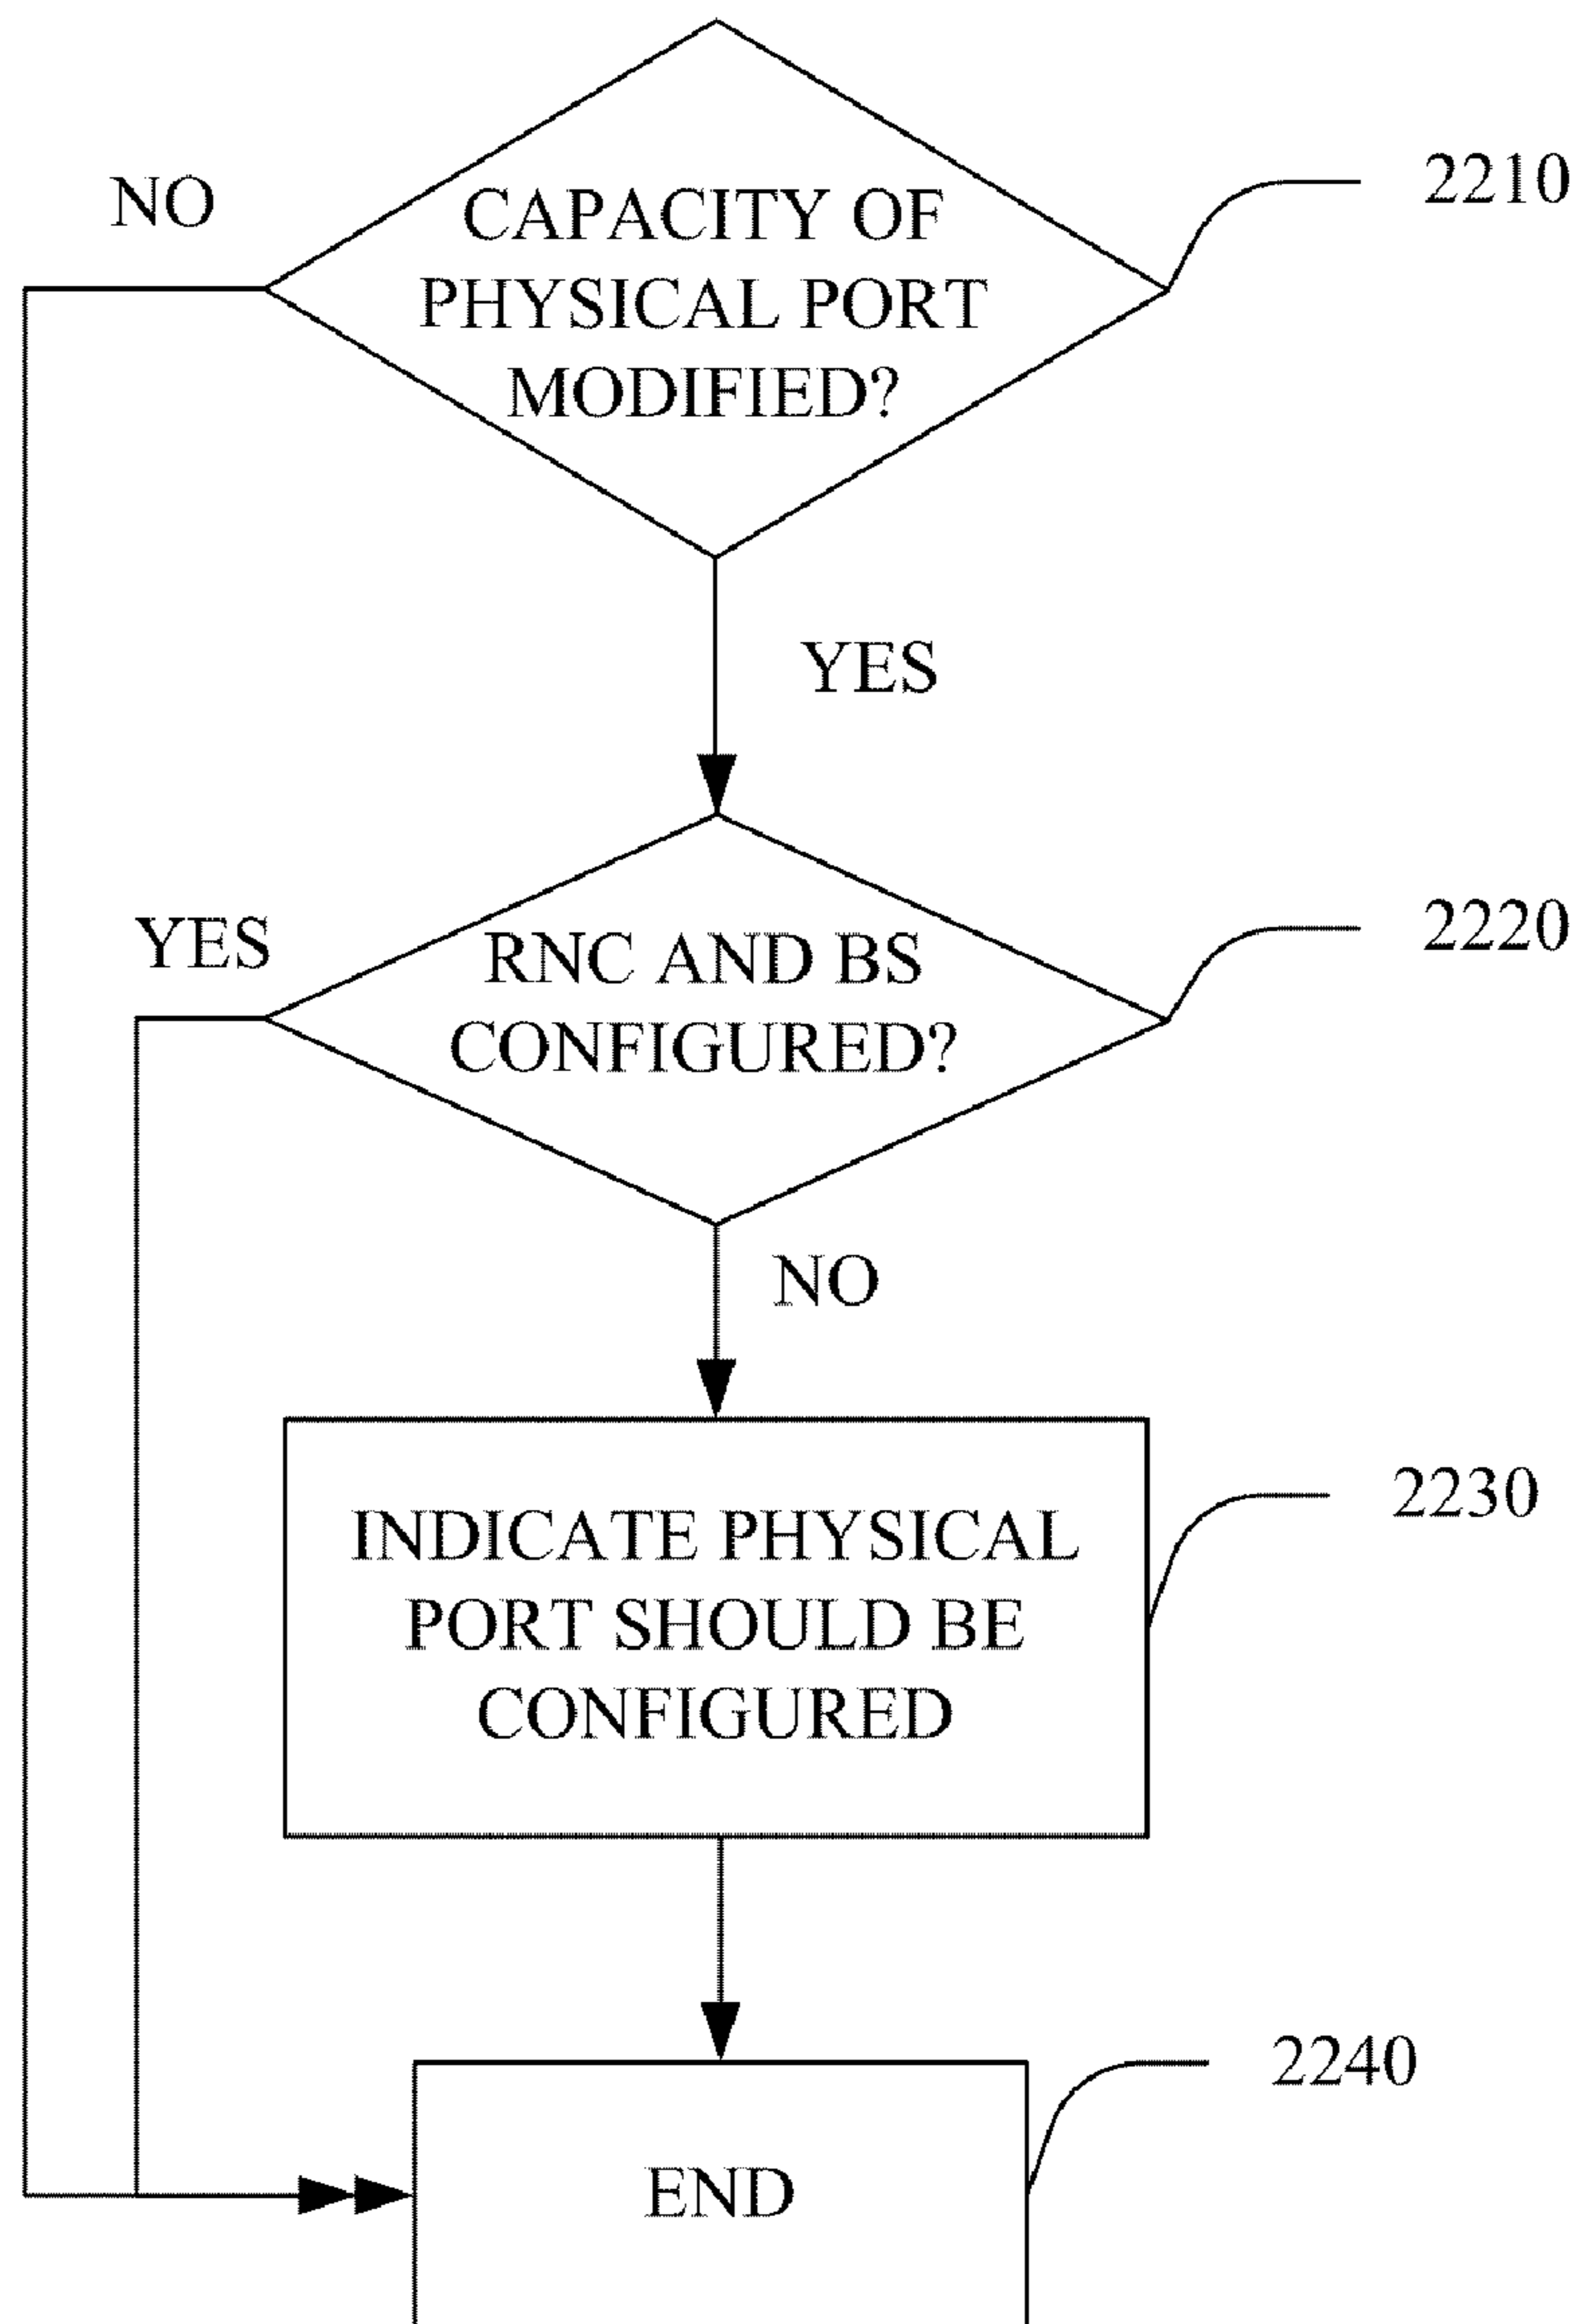 NO
CAPACITY OF
PHYSICAL PORT
MODIFIED?
2210
YES
YES
RNC AND BS
CONFIGURED?
2220
NO
INDICATE PHYSICAL
PORT SHOULD BE
CONFIGURED
2230
END
2240